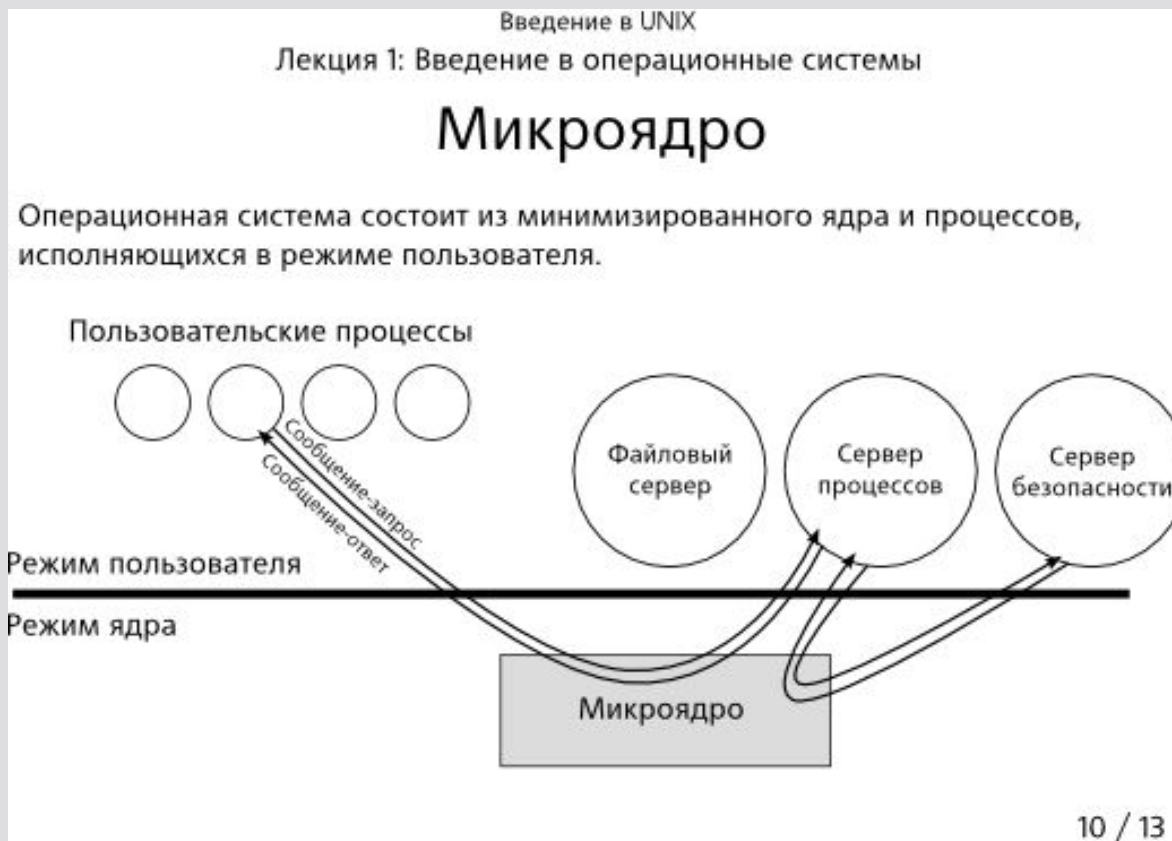 Введение в UNIX
Лекция 1: Введение в операционные системы
Микроядро
Операционная система состоит из минимизированного ядра и процессов,
исполняющихся в режиме пользователя.
Пользовательские процессы
Сообщение-запрос
Сообщение-ответ
Файловый
сервер
Сервер
процессов
Сервер
безопасности
Режим пользователя
Режим ядра
Микроядро
10 / 13